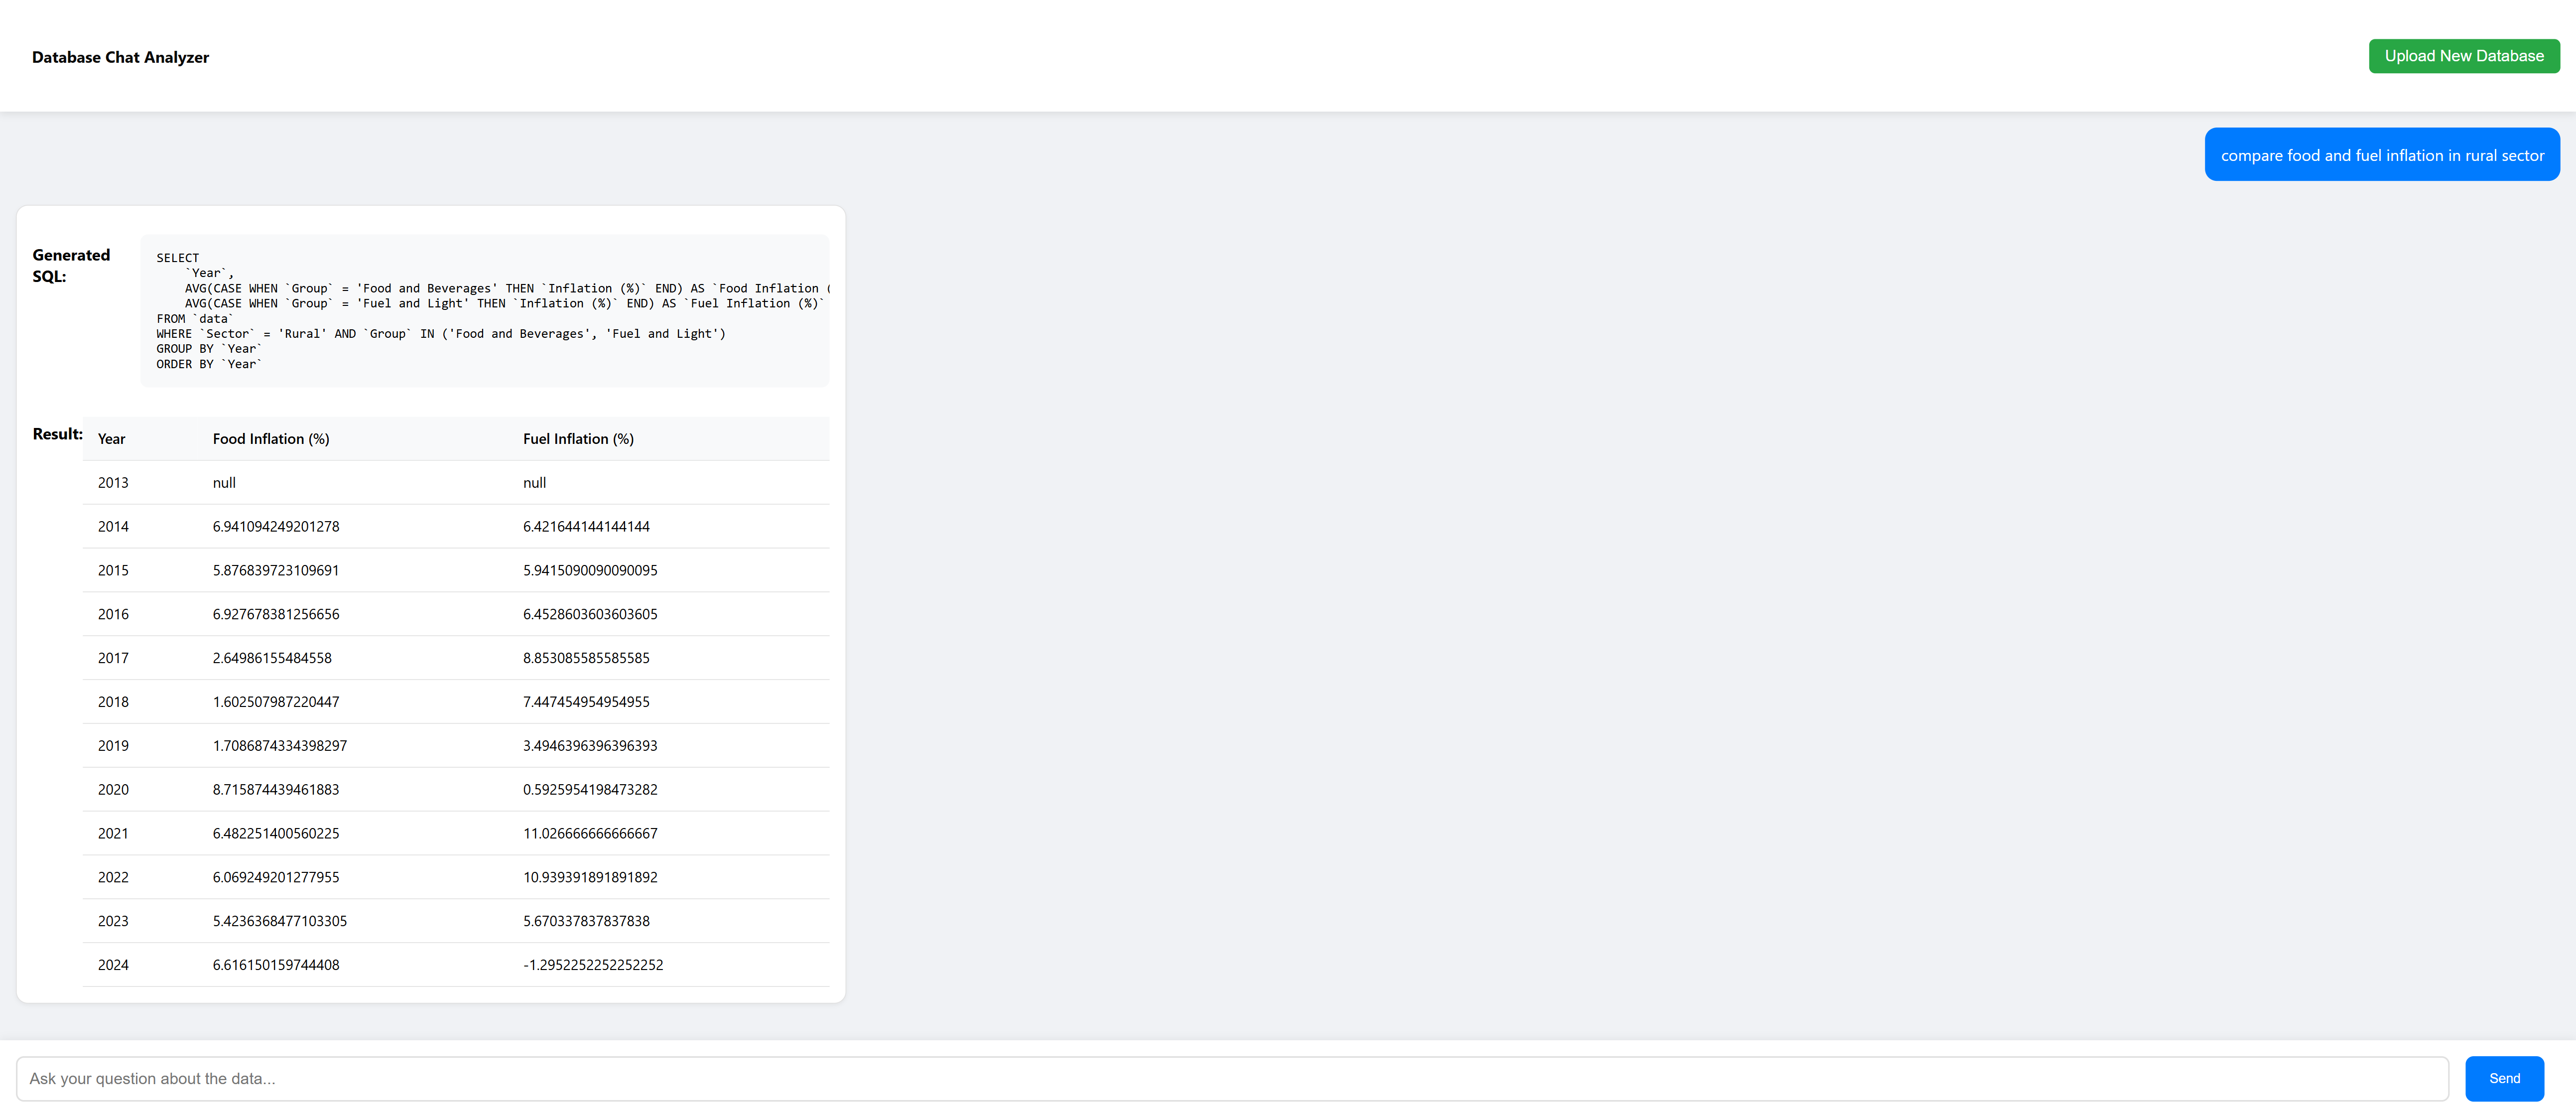 Database Chat Analyzer
Upload New Database
compare food and fuel inflation in rural sector
Generated
SQL:
SELECT
    `Year`,
    AVG(CASE WHEN `Group` = 'Food and Beverages' THEN `Inflation (%)` END) AS `Food Inflation (
    AVG(CASE WHEN `Group` = 'Fuel and Light' THEN `Inflation (%)` END) AS `Fuel Inflation (%)`
FROM `data`
WHERE `Sector` = 'Rural' AND `Group` IN ('Food and Beverages', 'Fuel and Light')
GROUP BY `Year`
ORDER BY `Year`
Result:
Year Food Inflation (%) Fuel Inflation (%)
2013 null null
2014 6.941094249201278 6.421644144144144
2015 5.876839723109691 5.9415090090090095
2016 6.927678381256656 6.4528603603603605
2017 2.64986155484558 8.853085585585585
2018 1.602507987220447 7.447454954954955
2019 1.7086874334398297 3.4946396396396393
2020 8.715874439461883 0.5925954198473282
2021 6.482251400560225 11.026666666666667
2022 6.069249201277955 10.939391891891892
2023 5.4236368477103305 5.670337837837838
2024 6.616150159744408 -1.2952252252252252
Ask your question about the data...
Send